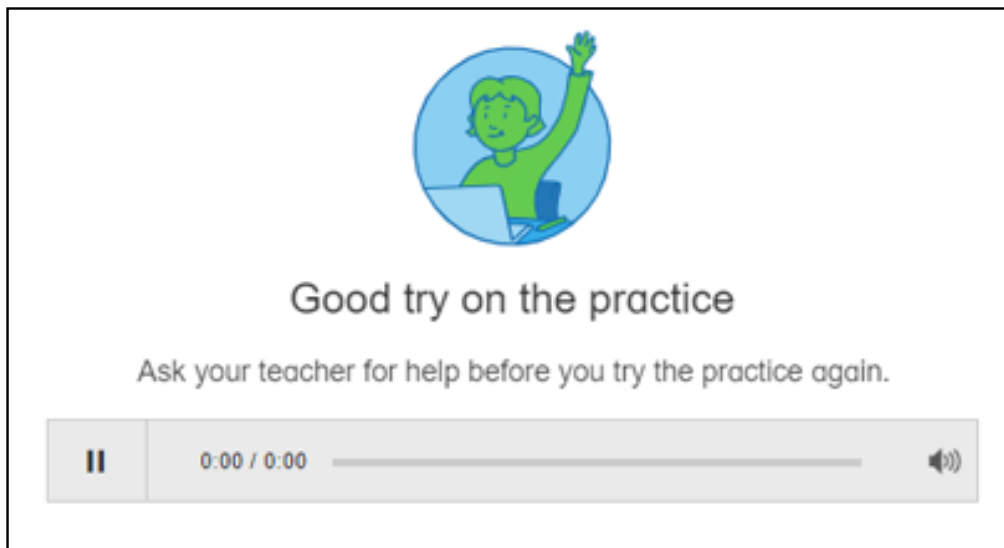 Good try on the practice
Ask your teacher for help before you try the practice again.
0:00 / 0:00